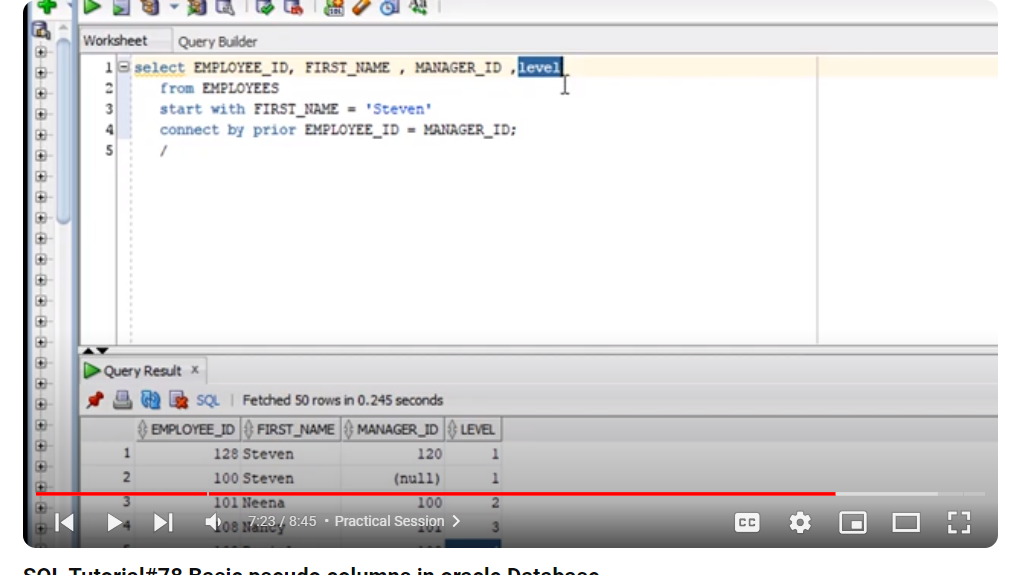 Worksheet Query Builder
1 select EMPLOYEE_ID, FIRST_NAME , MANAGER_ID ,level
2 from EMPLOYEES
3 start with FIRST_NAME = 'Steven'
4 connect by prior EMPLOYEE_ID = MANAGER_ID;
5 /
Query Result x
SQL | Fetched 50 rows in 0.245 seconds
EMPLOYEE_ID FIRST_NAME MANAGER_ID LEVEL
1 128 Steven 120 1
2 100 Steven (null) 1
3 101 Neena 100 2
4 108 Nancy 101 3
7:23 / 8:45 • Practical Session
CC
SQL Tutorial#78 Basic pseudo columns in oracle Database